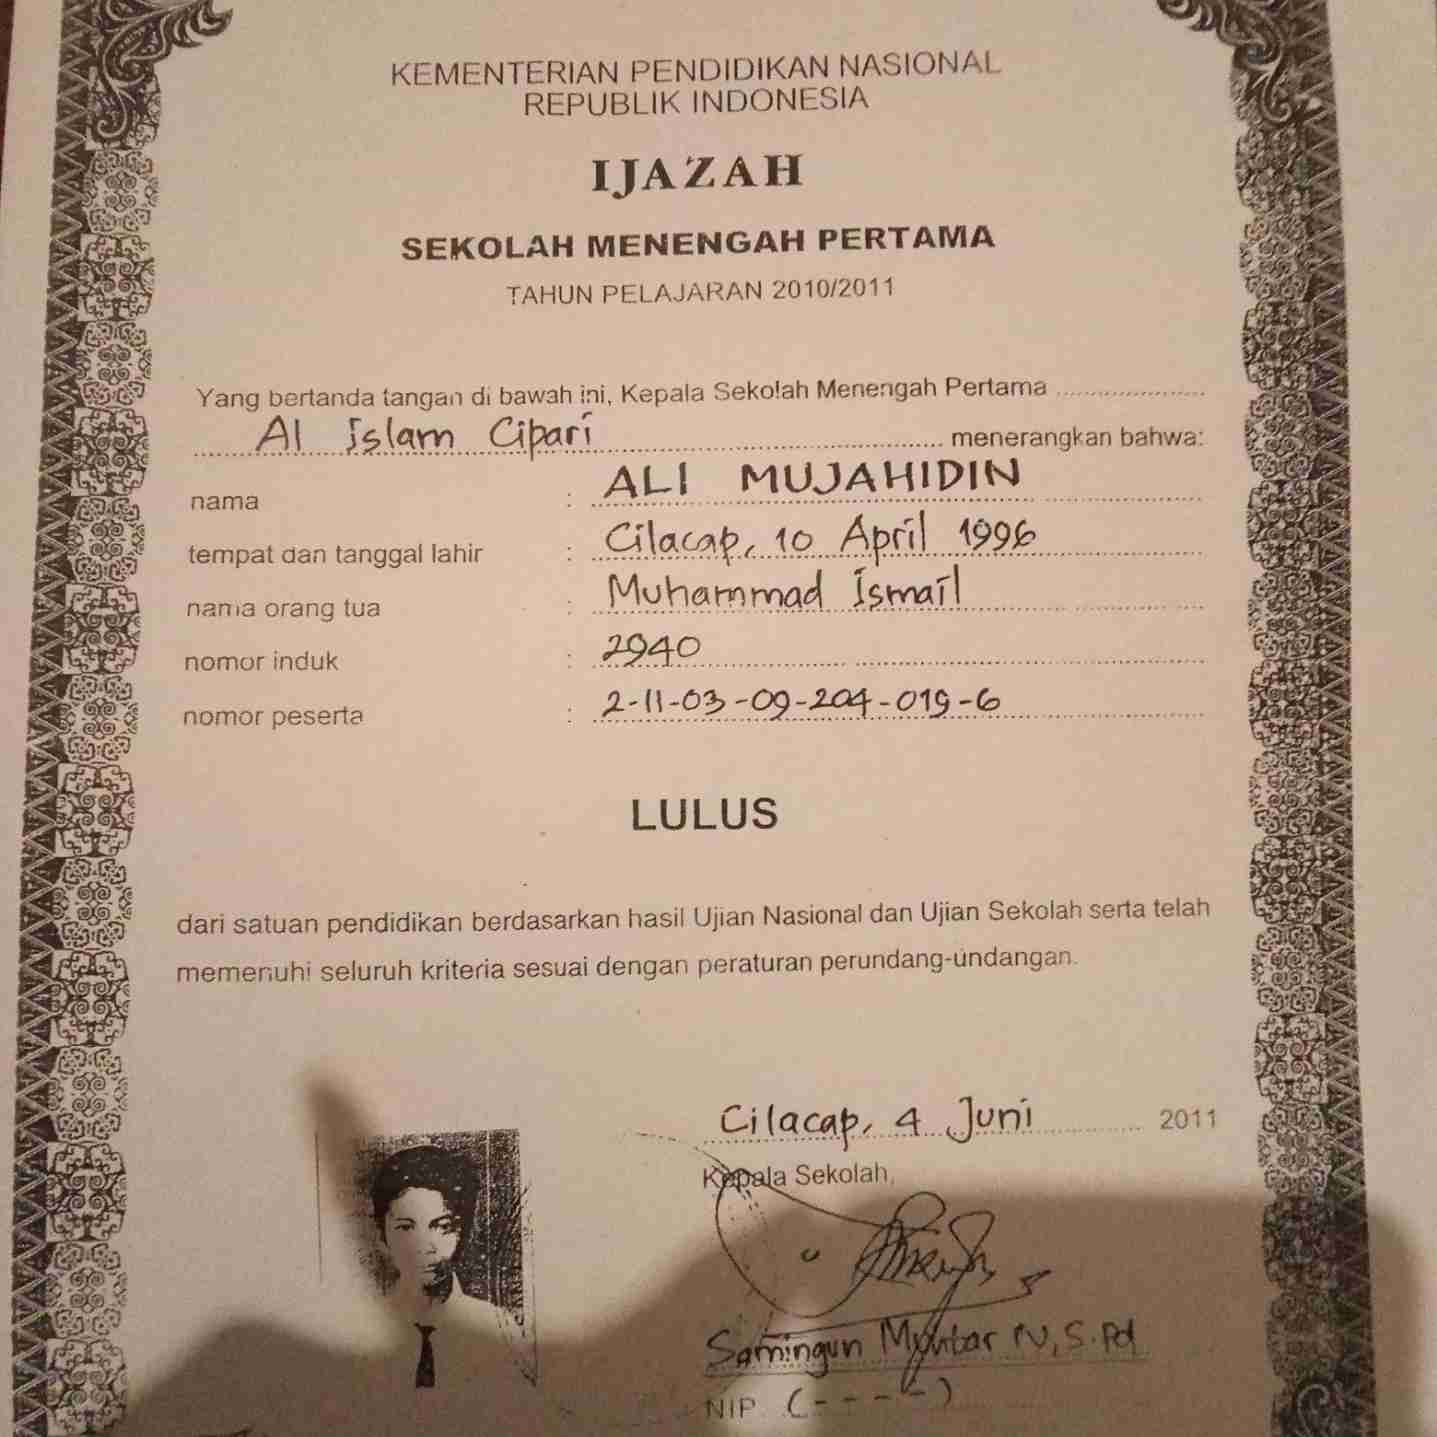 KEMENTERIAN PENDIDIKAN NASIONAL
REPUBLIK INDONESIA
IJAZAH
SEKOLAH MENENGAH PERTAMA
TAHUN PELAJARAN 2010/2011
Yang bertanda tangan di bawah ini, Kepala Sekolah Menengah Pertama ....................
Al Islam Cipari menerangkan bahwa:
nama : ALI MUJAHIDIN
tempat dan tanggal lahir : Cilacap, 10 April 1996
nama orang tua : Muhammad Ismail
nomor induk : 2940
nomor peserta : 2-11-03-09-204-019-6
LULUS
dari satuan pendidikan berdasarkan hasil Ujian Nasional dan Ujian Sekolah serta telah
memenuhi seluruh kriteria sesuai dengan peraturan perundang-undangan.
Cilacap, 4 Juni 2011
Kepala Sekolah,
Samingun N, S.Pd
NIP (----)